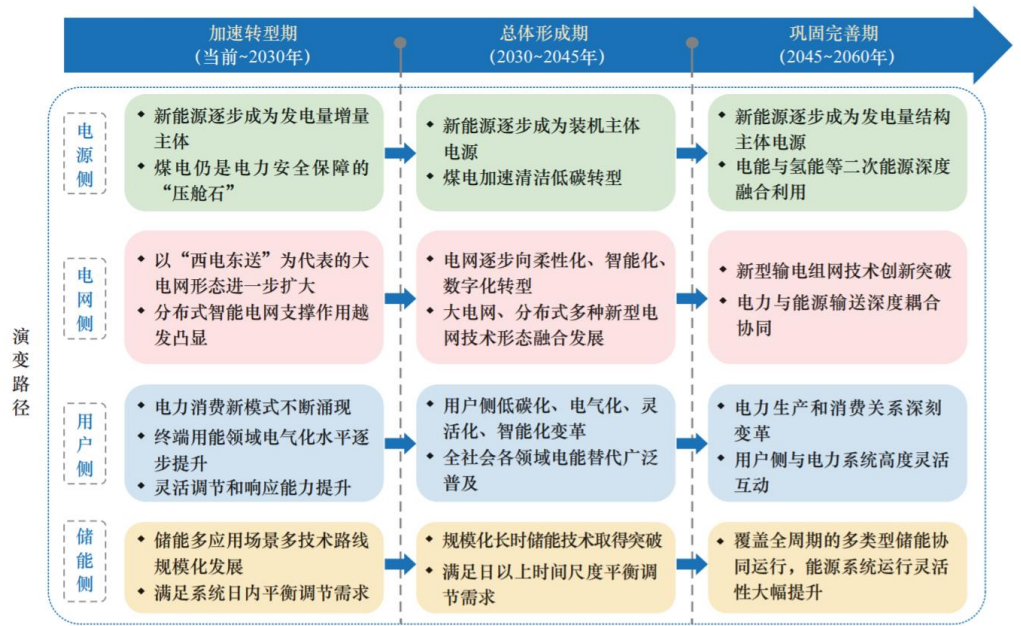 加速转型期
(当前~2030年)
总体形成期
(2030~2045年)
巩固完善期
(2045~2060年)
演变路径
电源侧
新能源逐步成为发电量增量
主体
煤电仍是电力安全保障的
“压舱石”
新能源逐步成为装机主体
电源
煤电加速清洁低碳转型
新能源逐步成为发电量结构
主体电源
电能与氢能等二次能源深度
融合利用
电网侧
以“西电东送”为代表的大
电网形态进一步扩大
分布式智能电网支撑作用越
发凸显
电网逐步向柔性化、智能化、
数字化转型
大电网、分布式多种新型电
网技术形态融合发展
新型输电组网技术创新突破
电力与能源输送深度耦合
协同
用户侧
电力消费新模式不断涌现
终端用能领域电气化水平逐
步提升
灵活调节和响应能力提升
用户侧低碳化、电气化、灵
活化、智能化变革
全社会各领域电能替代广泛
普及
电力生产和消费关系深刻
变革
用户侧与电力系统高度灵活
互动
储能侧
储能多应用场景多技术路线
规模化发展
满足系统日内平衡调节需求
规模化长时储能技术取得突破
满足日以上时间尺度平衡调
节需求
覆盖全周期的多类型储能协
同运行，能源系统运行灵活
性大幅提升